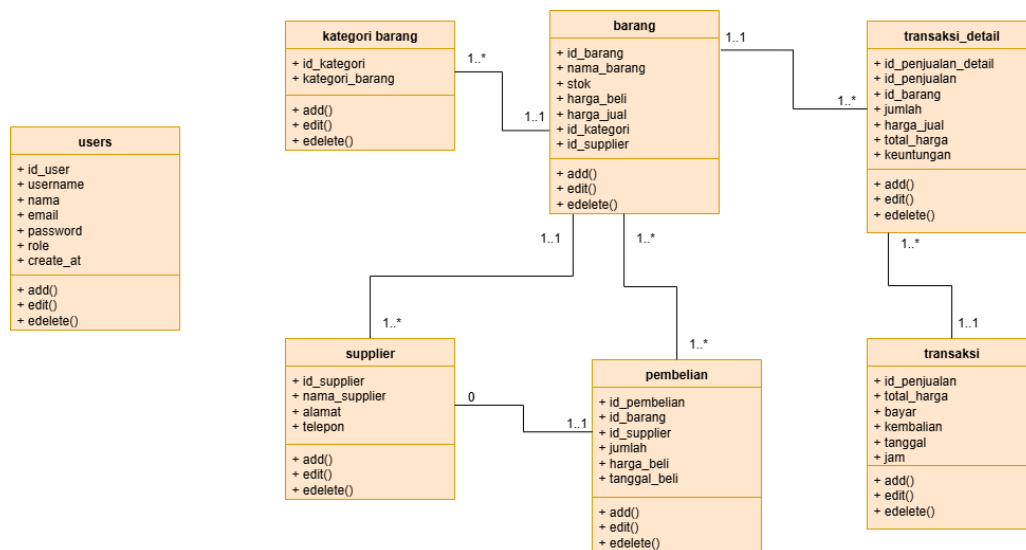 users
+ id_user
+ username
+ nama
+ email
+ password
+ role
+ create_at
+ add()
+ edit()
+ edelete()
kategori barang
+ id_kategori
+ kategori_barang
+ add()
+ edit()
+ edelete()
1..*
1..1
barang
+ id_barang
+ nama_barang
+ stok
+ harga_beli
+ harga_jual
+ id_kategori
+ id_supplier
+ add()
+ edit()
+ edelete()
1..1
1..*
transaksi_detail
+ id_penjualan_detail
+ id_penjualan
+ id_barang
+ jumlah
+ harga_jual
+ total_harga
+ keuntungan
+ add()
+ edit()
+ edelete()
1..1
1..*
1..*
1..*
1..*
1..1
supplier
+ id_supplier
+ nama_supplier
+ alamat
+ telepon
+ add()
+ edit()
+ edelete()
0
1..1
pembelian
+ id_pembelian
+ id_barang
+ id_supplier
+ jumlah
+ harga_beli
+ tanggal_beli
+ add()
+ edit()
+ edelete()
transaksi
+ id_penjualan
+ total_harga
+ bayar
+ kembalian
+ tanggal
+ jam
+ add()
+ edit()
+ edelete()